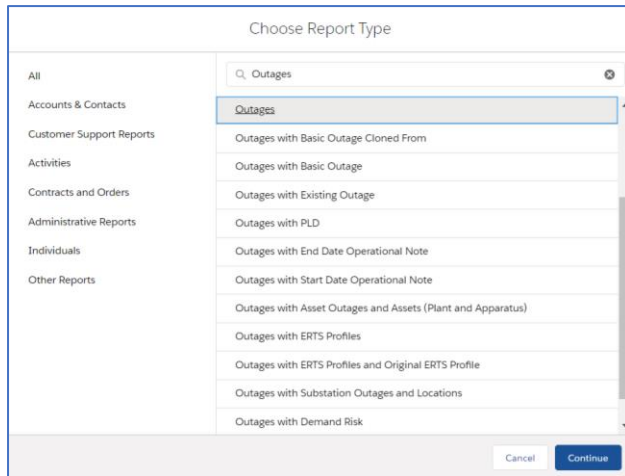 Choose Report Type
All
Accounts & Contacts
Customer Support Reports
Activities
Contracts and Orders
Administrative Reports
Individuals
Other Reports
Outages
Outages
Outages with Basic Outage Cloned From
Outages with Basic Outage
Outages with Existing Outage
Outages with PLD
Outages with End Date Operational Note
Outages with Start Date Operational Note
Outages with Asset Outages and Assets (Plant and Apparatus)
Outages with ERTS Profiles
Outages with ERTS Profiles and Original ERTS Profile
Outages with Substation Outages and Locations
Outages with Demand Risk
Cancel
Continue